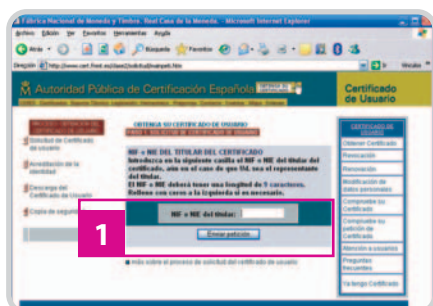 Fábrica Nacional de Moneda y Timbre. Real Casa de la Moneda. - Microsoft Internet Explorer
Archivo Edición Ver Favoritos Herramientas Ayuda
Atrás Búsqueda Favoritos
Dirección Vínculos
Autoridad Pública de Certificación Española
Certificado
de Usuario
OBTENGA SU CERTIFICADO DE USUARIO
CERTIFICADO DE
USUARIO
Solicitud de Certificado
de usuario
Acreditación de la
identidad
Descarga del
Certificado de Usuario
Copia de seguridad
NIF o NIE DEL TITULAR DEL CERTIFICADO
Introduzca en la siguiente casilla el NIF o NIE del titular del
certificado, aún en el caso de que Vd. sea el representante
del titular.
El NIF o NIE deberá tener una longitud de 9 caracteres.
Rellene con ceros a la izquierda si es necesario.
1
NIF o NIE del titular:
Enviar petición
más sobre el proceso de solicitud del certificado de usuario
Obtener Certificado
Revocación
Renovación
Modificación de
datos personales
Compruebe su
Certificado
Compruebe su
petición de
Certificado
Atención a usuarios
Preguntas
frecuentes
Ya tengo Certificado